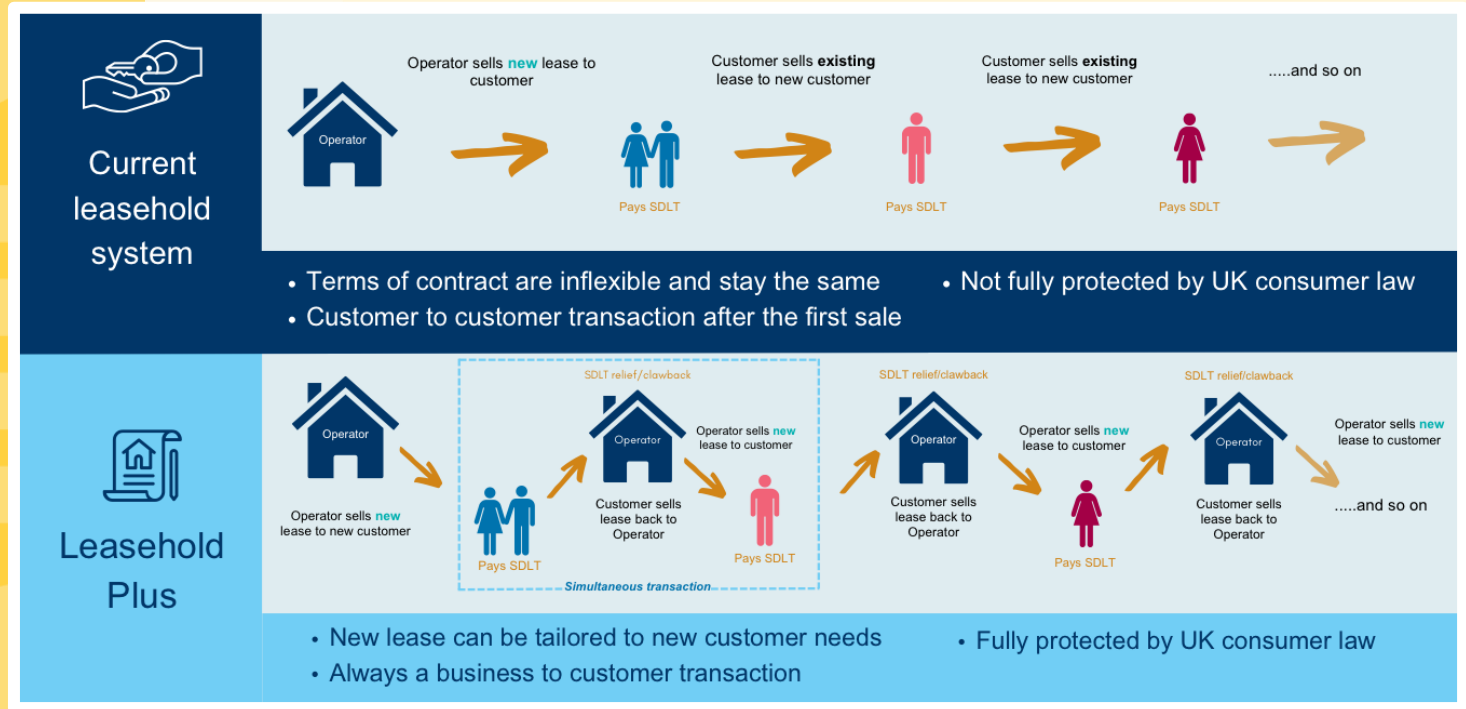 Current
leasehold
system
Operator sells new lease to
customer
Customer sells existing
lease to new customer
Customer sells existing
lease to new customer
.....and so on
Operator
Pays SDLT
Pays SDLT
Pays SDLT
• Terms of contract are inflexible and stay the same
• Customer to customer transaction after the first sale
• Not fully protected by UK consumer law
Leasehold
Plus
Operator
Operator sells new
lease to new customer
Pays SDLT
SDLT relief/clawback
Operator
Customer sells
lease back to
Operator
Operator sells new
lease to customer
Pays SDLT
Simultaneous transaction
SDLT relief/clawback
Operator
Customer sells
lease back to
Operator
Operator sells new
lease to customer
Pays SDLT
SDLT relief/clawback
Operator
Customer sells
lease back to
Operator
Operator sells new
lease to customer
.....and so on
• New lease can be tailored to new customer needs
• Always a business to customer transaction
• Fully protected by UK consumer law